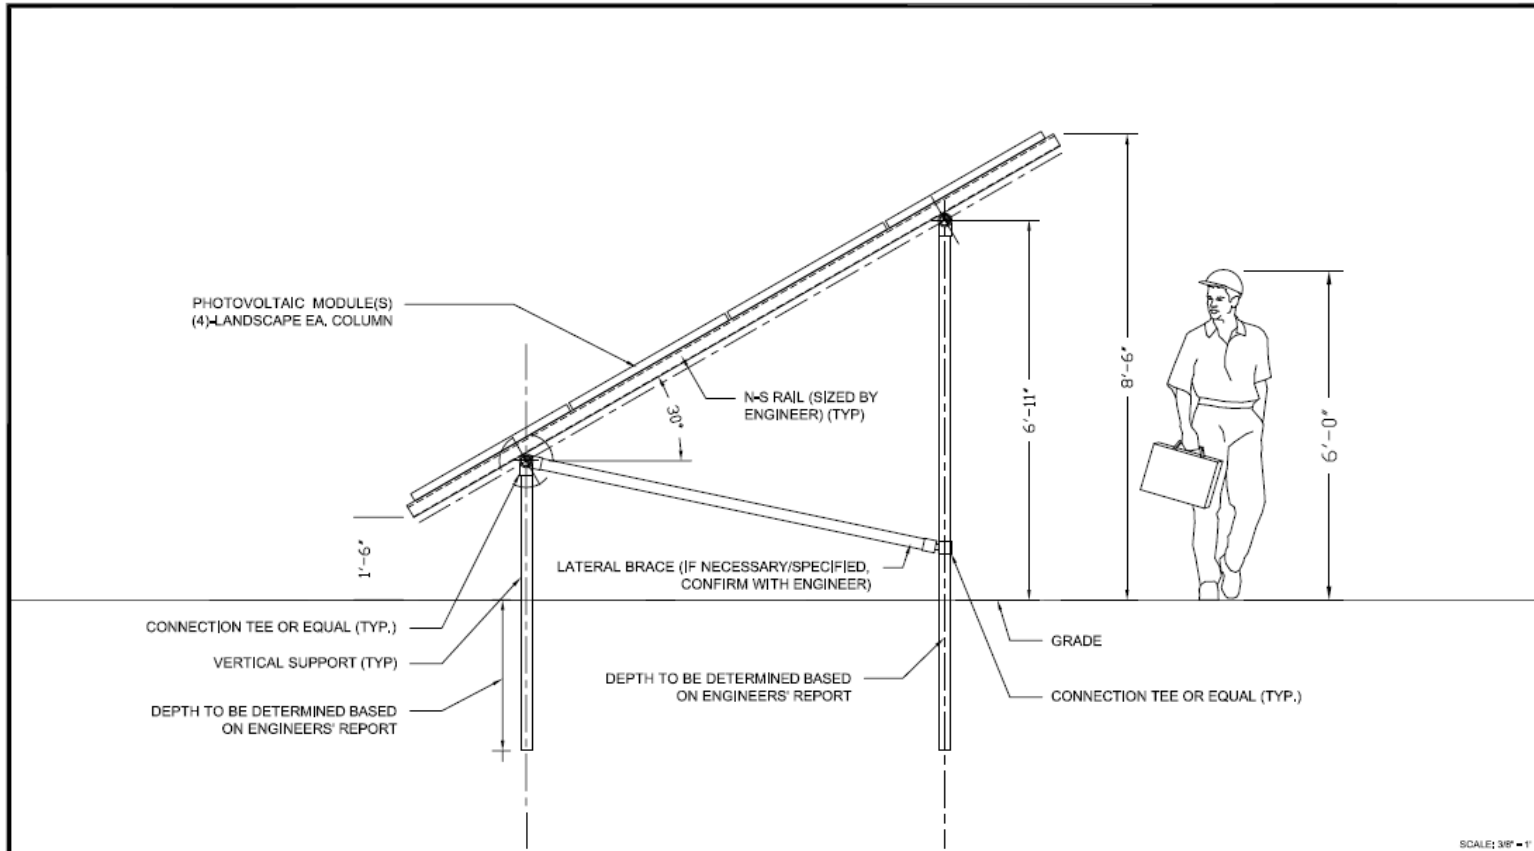 PHOTOVOLTAIC MODULE(S)
(4)-LANDSCAPE EA. COLUMN
N-S RAIL (SIZED BY
ENGINEER) (TYP)
30°
6'-11"
8'-9"
6'-0"
1'-6"
LATERAL BRACE (IF NECESSARY/SPECIFIED,
CONFIRM WITH ENGINEER)
CONNECTION TEE OR EQUAL (TYP.)
VERTICAL SUPPORT (TYP)
DEPTH TO BE DETERMINED BASED
ON ENGINEERS' REPORT
DEPTH TO BE DETERMINED BASED
ON ENGINEERS' REPORT
GRADE
CONNECTION TEE OR EQUAL (TYP.)
SCALE: 3/8" = 1'